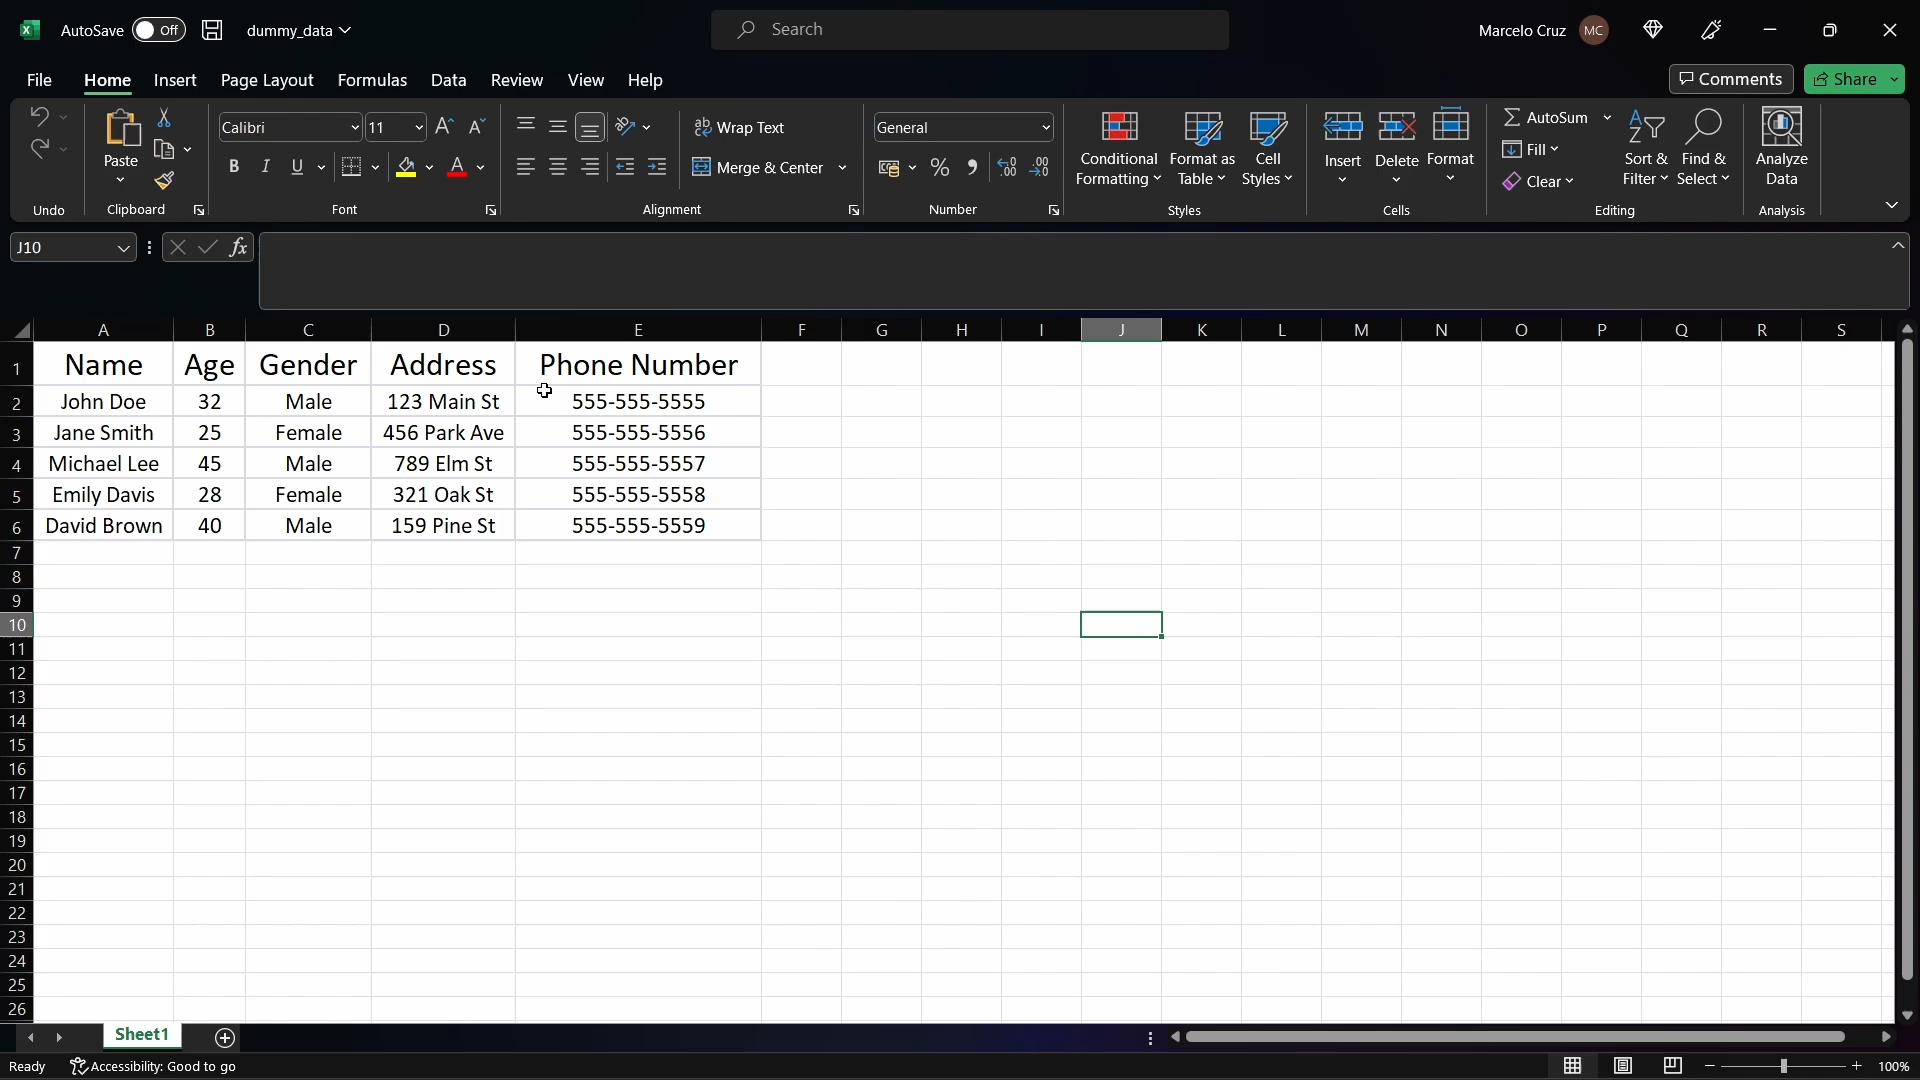 AutoSave Off dummy_data Search Marcelo Cruz MC
File Home Insert Page Layout Formulas Data Review View Help Comments Share
Paste
Calibri 11
B I U A
ab Wrap Text
Merge & Center
General
Conditional Formatting
Format as Table
Cell Styles
Insert Delete Format
AutoSum
Fill
Clear
Sort & Filter
Find & Select
Analyze Data
Undo Clipboard Font Alignment Number Styles Cells Editing Analysis
J10 fx
A B C D E F G H I J K L M N O P Q R S
1 Name Age Gender Address Phone Number
2 John Doe 32 Male 123 Main St 555-555-5555
3 Jane Smith 25 Female 456 Park Ave 555-555-5556
4 Michael Lee 45 Male 789 Elm St 555-555-5557
5 Emily Davis 28 Female 321 Oak St 555-555-5558
6 David Brown 40 Male 159 Pine St 555-555-5559
7
8
9
10
11
12
13
14
15
16
17
18
19
20
21
22
23
24
25
26
Sheet1
Ready Accessibility: Good to go 100%